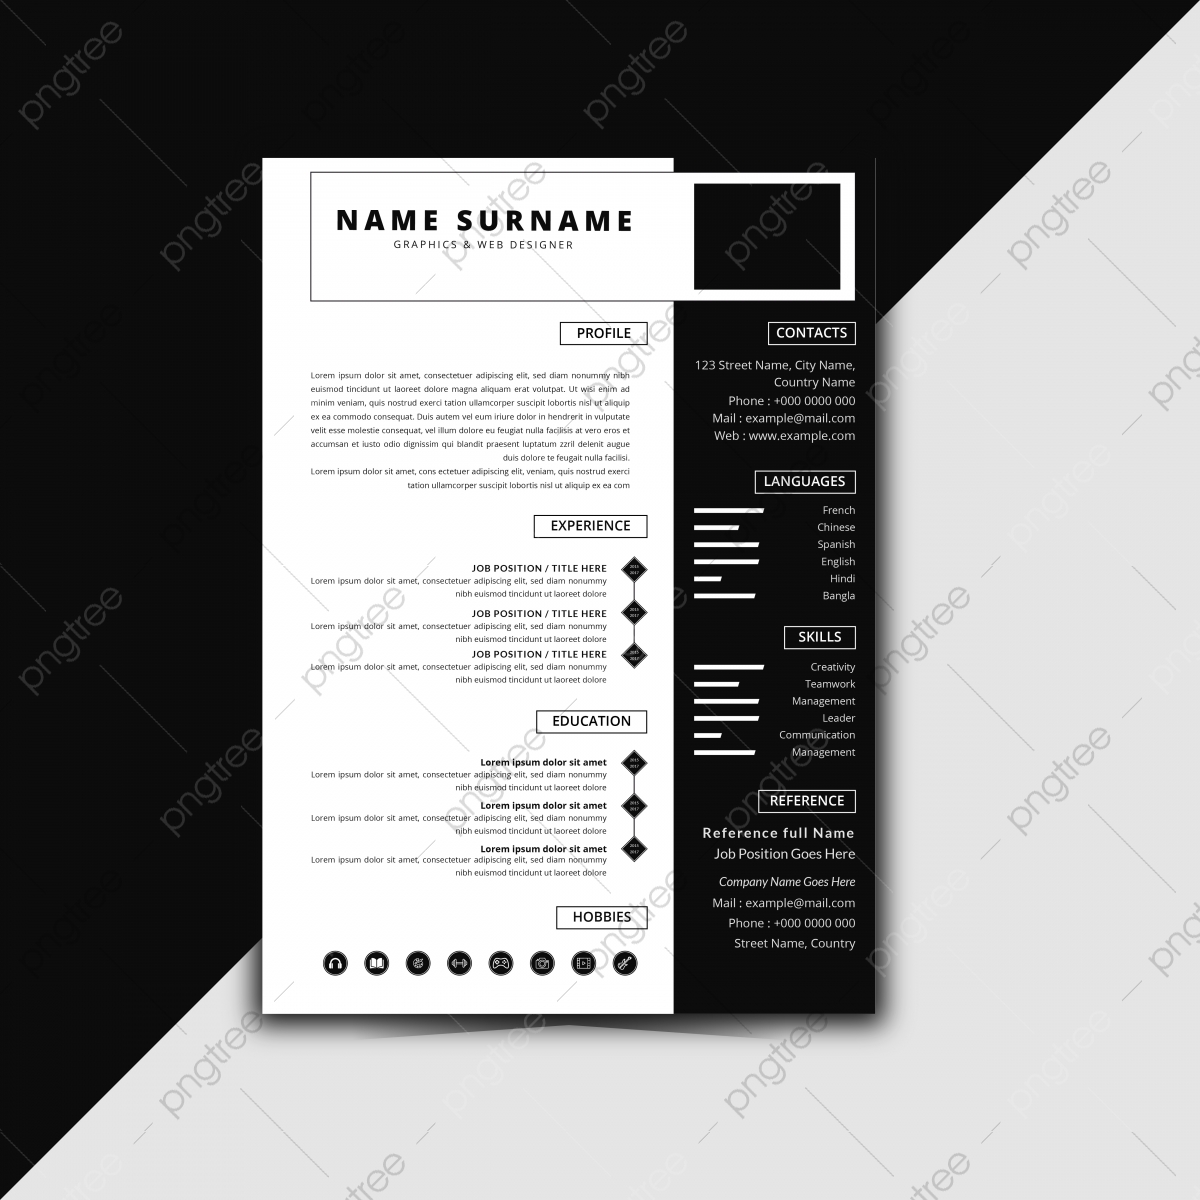 NAME SURNAME
GRAPHICS & WEB DESIGNER
PROFILE
Lorem ipsum dolor sit amet, consectetuer adipiscing elit, sed diam nonummy nibh
euismod tincidunt ut laoreet dolore magna aliquam erat volutpat. Ut wisi enim ad
minim veniam, quis nostrud exerci tation ullamcorper suscipit lobortis nisl ut aliquip
ex ea commodo consequat. Duis autem vel eum iriure dolor in hendrerit in vulputate
velit esse molestie consequat, vel illum dolore eu feugiat nulla facilisis at vero eros et
accumsan et iusto odio dignissim qui blandit praesent luptatum zzril delenit augue
duis dolore te feugait nulla facilisi.
Lorem ipsum dolor sit amet, cons ectetuer adipiscing elit, veniam, quis nostrud exerci
tation ullamcorper suscipit lobortis nisl ut aliquip ex ea com
EXPERIENCE
JOB POSITION / TITLE HERE
Lorem ipsum dolor sit amet, consectetuer adipiscing elit, sed diam nonummy
nibh euismod tincidunt ut laoreet dolore
2015
2017
JOB POSITION / TITLE HERE
Lorem ipsum dolor sit amet, consectetuer adipiscing elit, sed diam nonummy
nibh euismod tincidunt ut laoreet dolore
2015
2017
JOB POSITION / TITLE HERE
Lorem ipsum dolor sit amet, consectetuer adipiscing elit, sed diam nonummy
nibh euismod tincidunt ut laoreet dolore
2015
2017
EDUCATION
Lorem ipsum dolor sit amet
Lorem ipsum dolor sit amet, consectetuer adipiscing elit, sed diam nonummy
nibh euismod tincidunt ut laoreet dolore
2015
2017
Lorem ipsum dolor sit amet
Lorem ipsum dolor sit amet, consectetuer adipiscing elit, sed diam nonummy
nibh euismod tincidunt ut laoreet dolore
2015
2017
Lorem ipsum dolor sit amet
Lorem ipsum dolor sit amet, consectetuer adipiscing elit, sed diam nonummy
nibh euismod tincidunt ut laoreet dolore
2015
2017
HOBBIES
CONTACTS
123 Street Name, City Name,
Country Name
Phone : +000 0000 000
Mail : example@mail.com
Web : www.example.com
LANGUAGES
French
Chinese
Spanish
English
Hindi
Bangla
SKILLS
Creativity
Teamwork
Management
Leader
Communication
Management
REFERENCE
Reference full Name
Job Position Goes Here
Company Name Goes Here
Mail : example@mail.com
Phone : +000 0000 000
Street Name, Country
pngtree